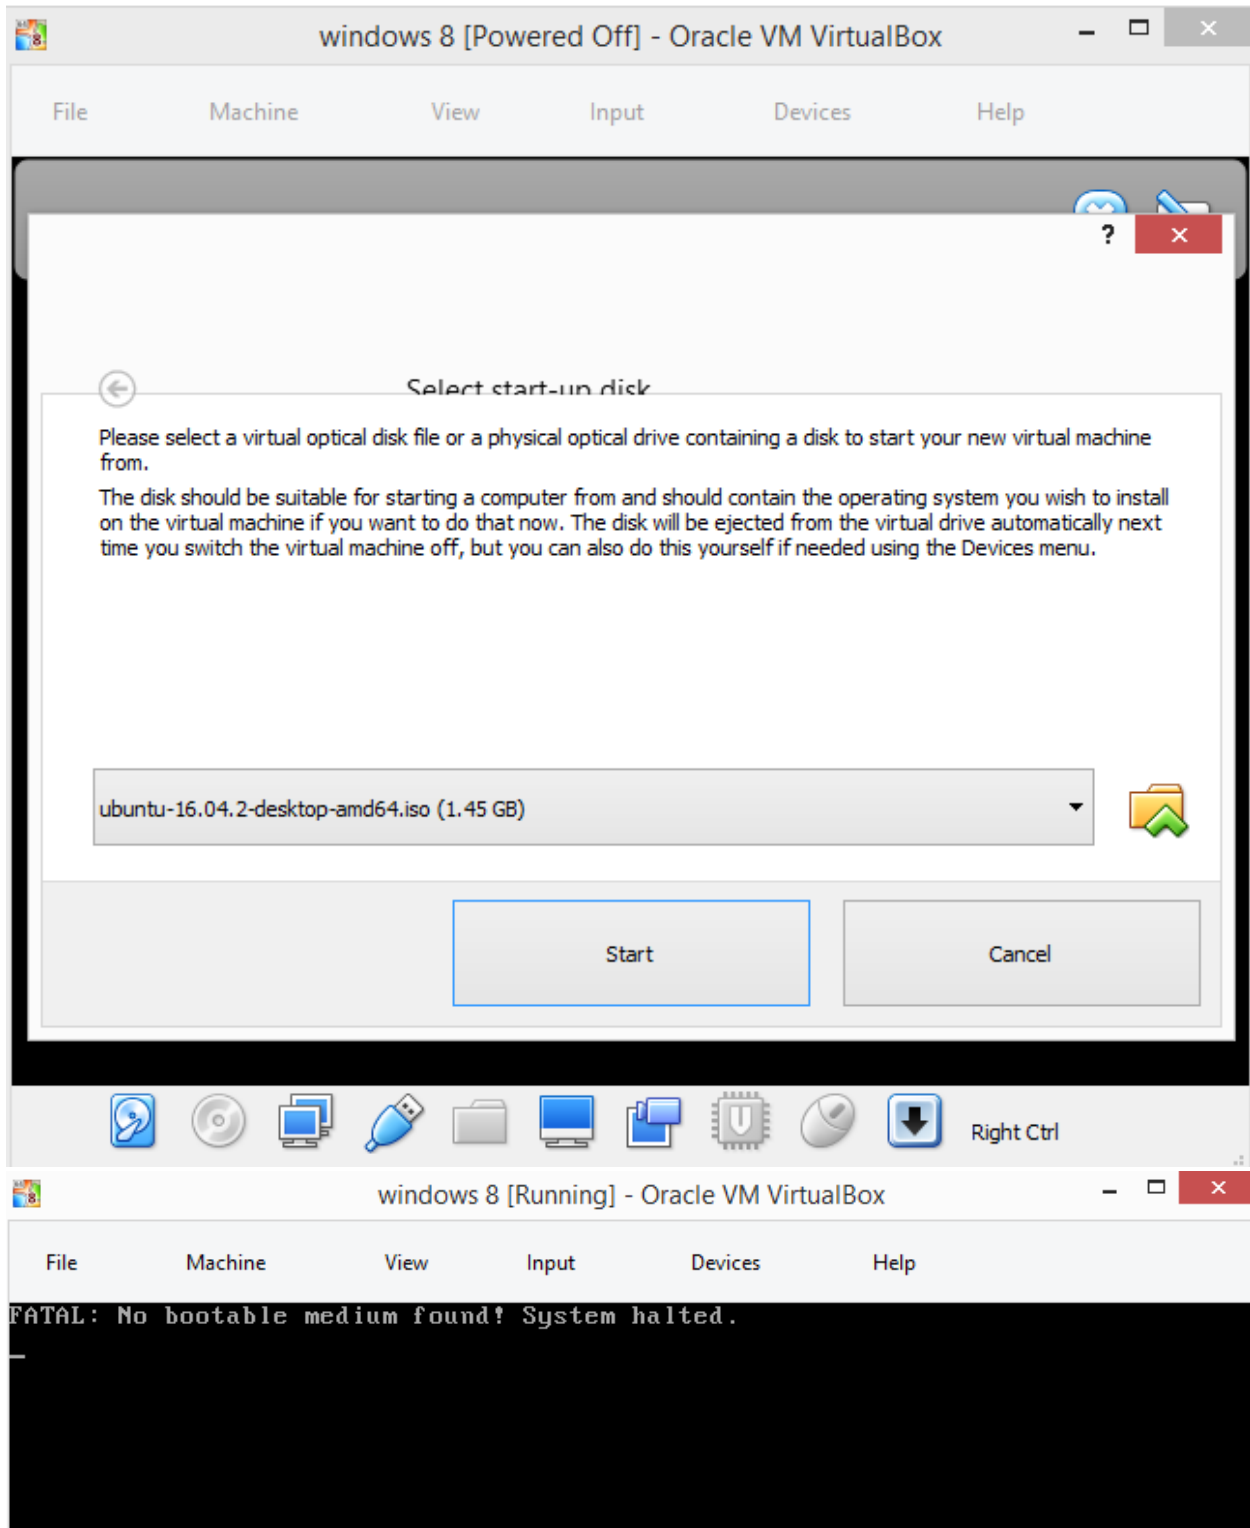 windows 8 [Powered Off] - Oracle VM VirtualBox
File Machine View Input Devices Help
?
Select start-up disk
Please select a virtual optical disk file or a physical optical drive containing a disk to start your new virtual machine
from.
The disk should be suitable for starting a computer from and should contain the operating system you wish to install
on the virtual machine if you want to do that now. The disk will be ejected from the virtual drive automatically next
time you switch the virtual machine off, but you can also do this yourself if needed using the Devices menu.
ubuntu-16.04.2-desktop-amd64.iso (1.45 GB)
Start Cancel
Right Ctrl
windows 8 [Running] - Oracle VM VirtualBox
File Machine View Input Devices Help
FATAL: No bootable medium found! System halted.
_